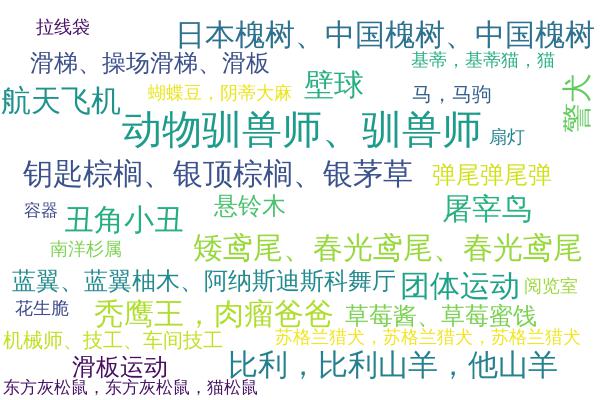 拉线袋
日本槐树、中国槐树、中国槐树
滑梯、操场滑梯、滑板
基蒂，基蒂猫，猫
壁球
警犬
航天飞机
蝴蝶豆，阴蒂大麻
马，马驹
动物驯兽师、驯兽师
扇灯
钥匙棕榈、银顶棕榈、银茅草
弹尾弹尾弹
容器
丑角小丑
悬铃木
屠宰鸟
南洋杉属
矮鸢尾、春光鸢尾、春光鸢尾
蓝翼、蓝翼柚木、阿纳斯迪斯科舞厅
团体运动
阅览室
花生脆
秃鹰王，肉瘤爸爸
草莓酱、草莓蜜饯
机械师、技工、车间技工
苏格兰猎犬，苏格兰猎犬，苏格兰猎犬
滑板运动
比利，比利山羊，他山羊
东方灰松鼠，东方灰松鼠，猫松鼠